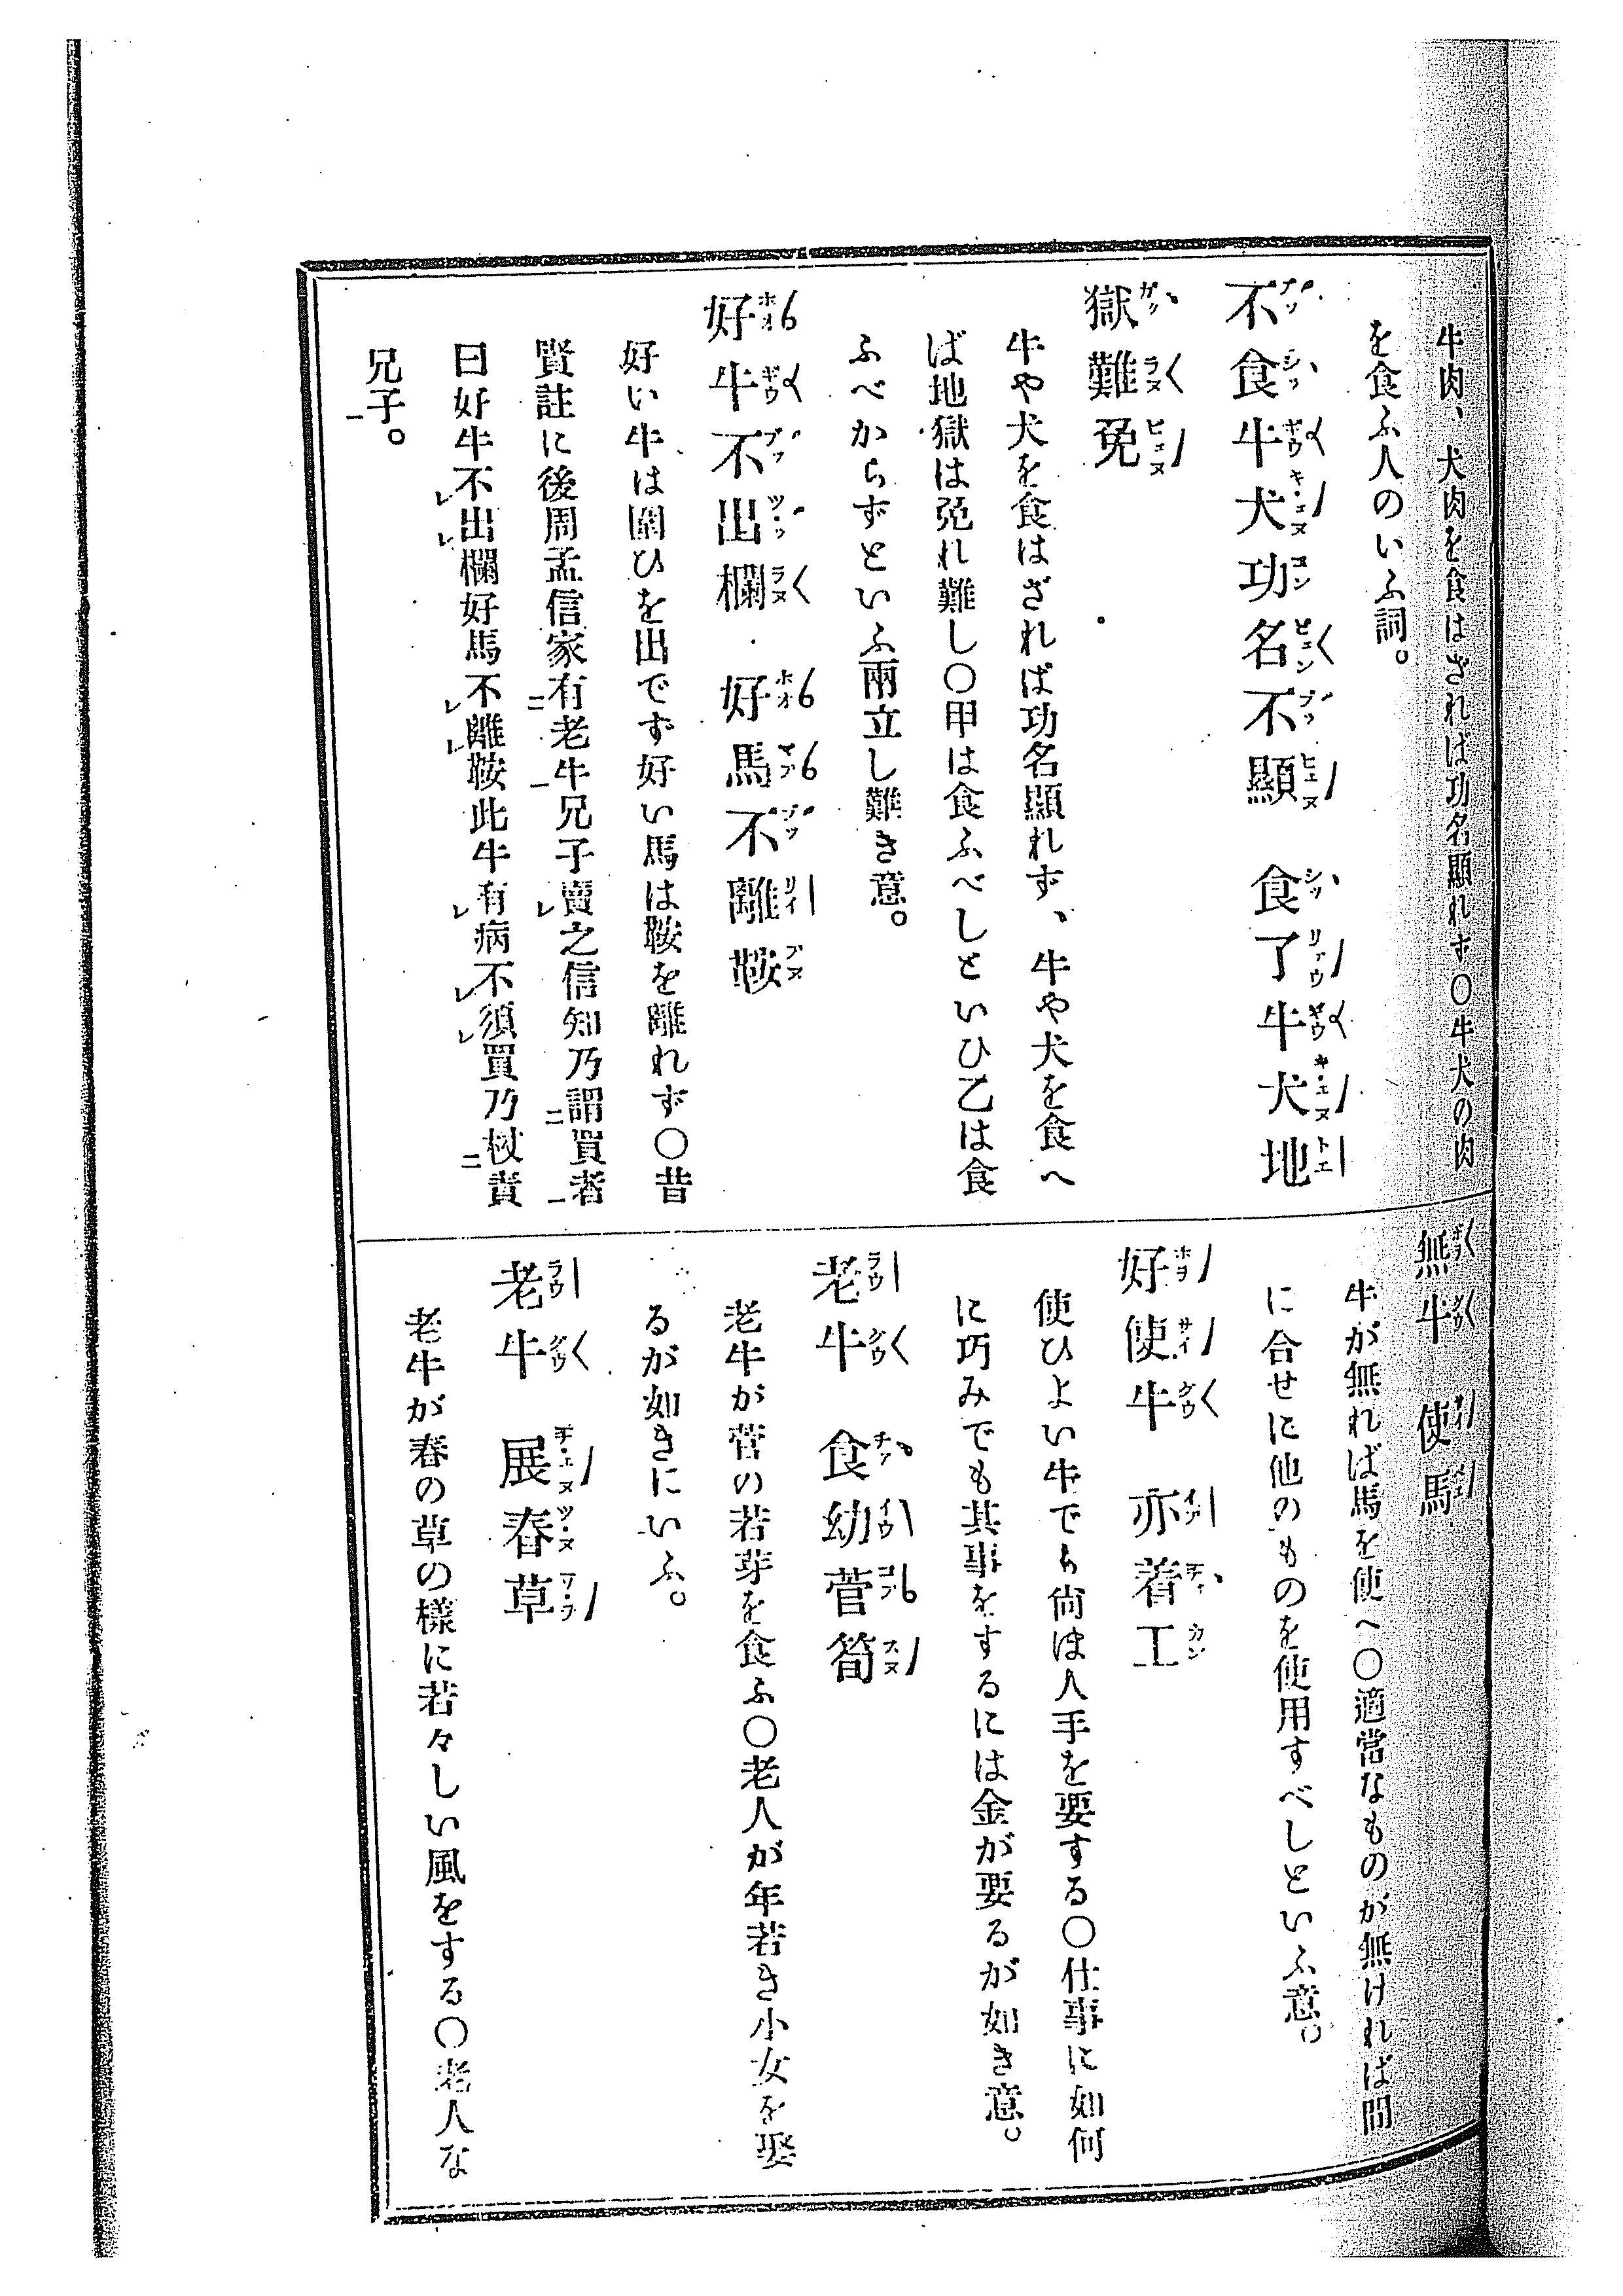 牛肉、犬肉を食はざれば功名顯れず〇牛犬の肉
を食ふ人のいふ詞。
不食牛犬功名不顯　食了牛犬地
獄難免
牛や犬を食はざれば功名顯れず、牛や犬を食へ
ば地獄は免れ難し〇甲は食ふべしといひ乙は食
ふべからずといふ兩立し難き意。
好牛不出欄　好馬不離鞍
好い牛は圍ひを出でず好い馬は鞍を離れず〇昔
賢註に後周孟信家有老牛兄子賣之信知乃謂買者
曰好牛不出欄好馬不離鞍此牛有病不須買乃杖責
兄子。
無牛　使馬
牛が無れば馬を使へ〇適當なものが無ければ間
に合せに他のものを使用すべしといふ意。
好使牛　亦着工
使ひよい牛でも尙ほ人手を要する〇仕事に如何
に巧みでも其事をするには金が要るが如き意。
老牛　食幼菅筍
老牛が菅の若芽を食ふ〇老人が年若き小女を娶
るが如きにいふ。
老牛　展春草
老牛が春の草の樣に若々しい風をする〇老人な